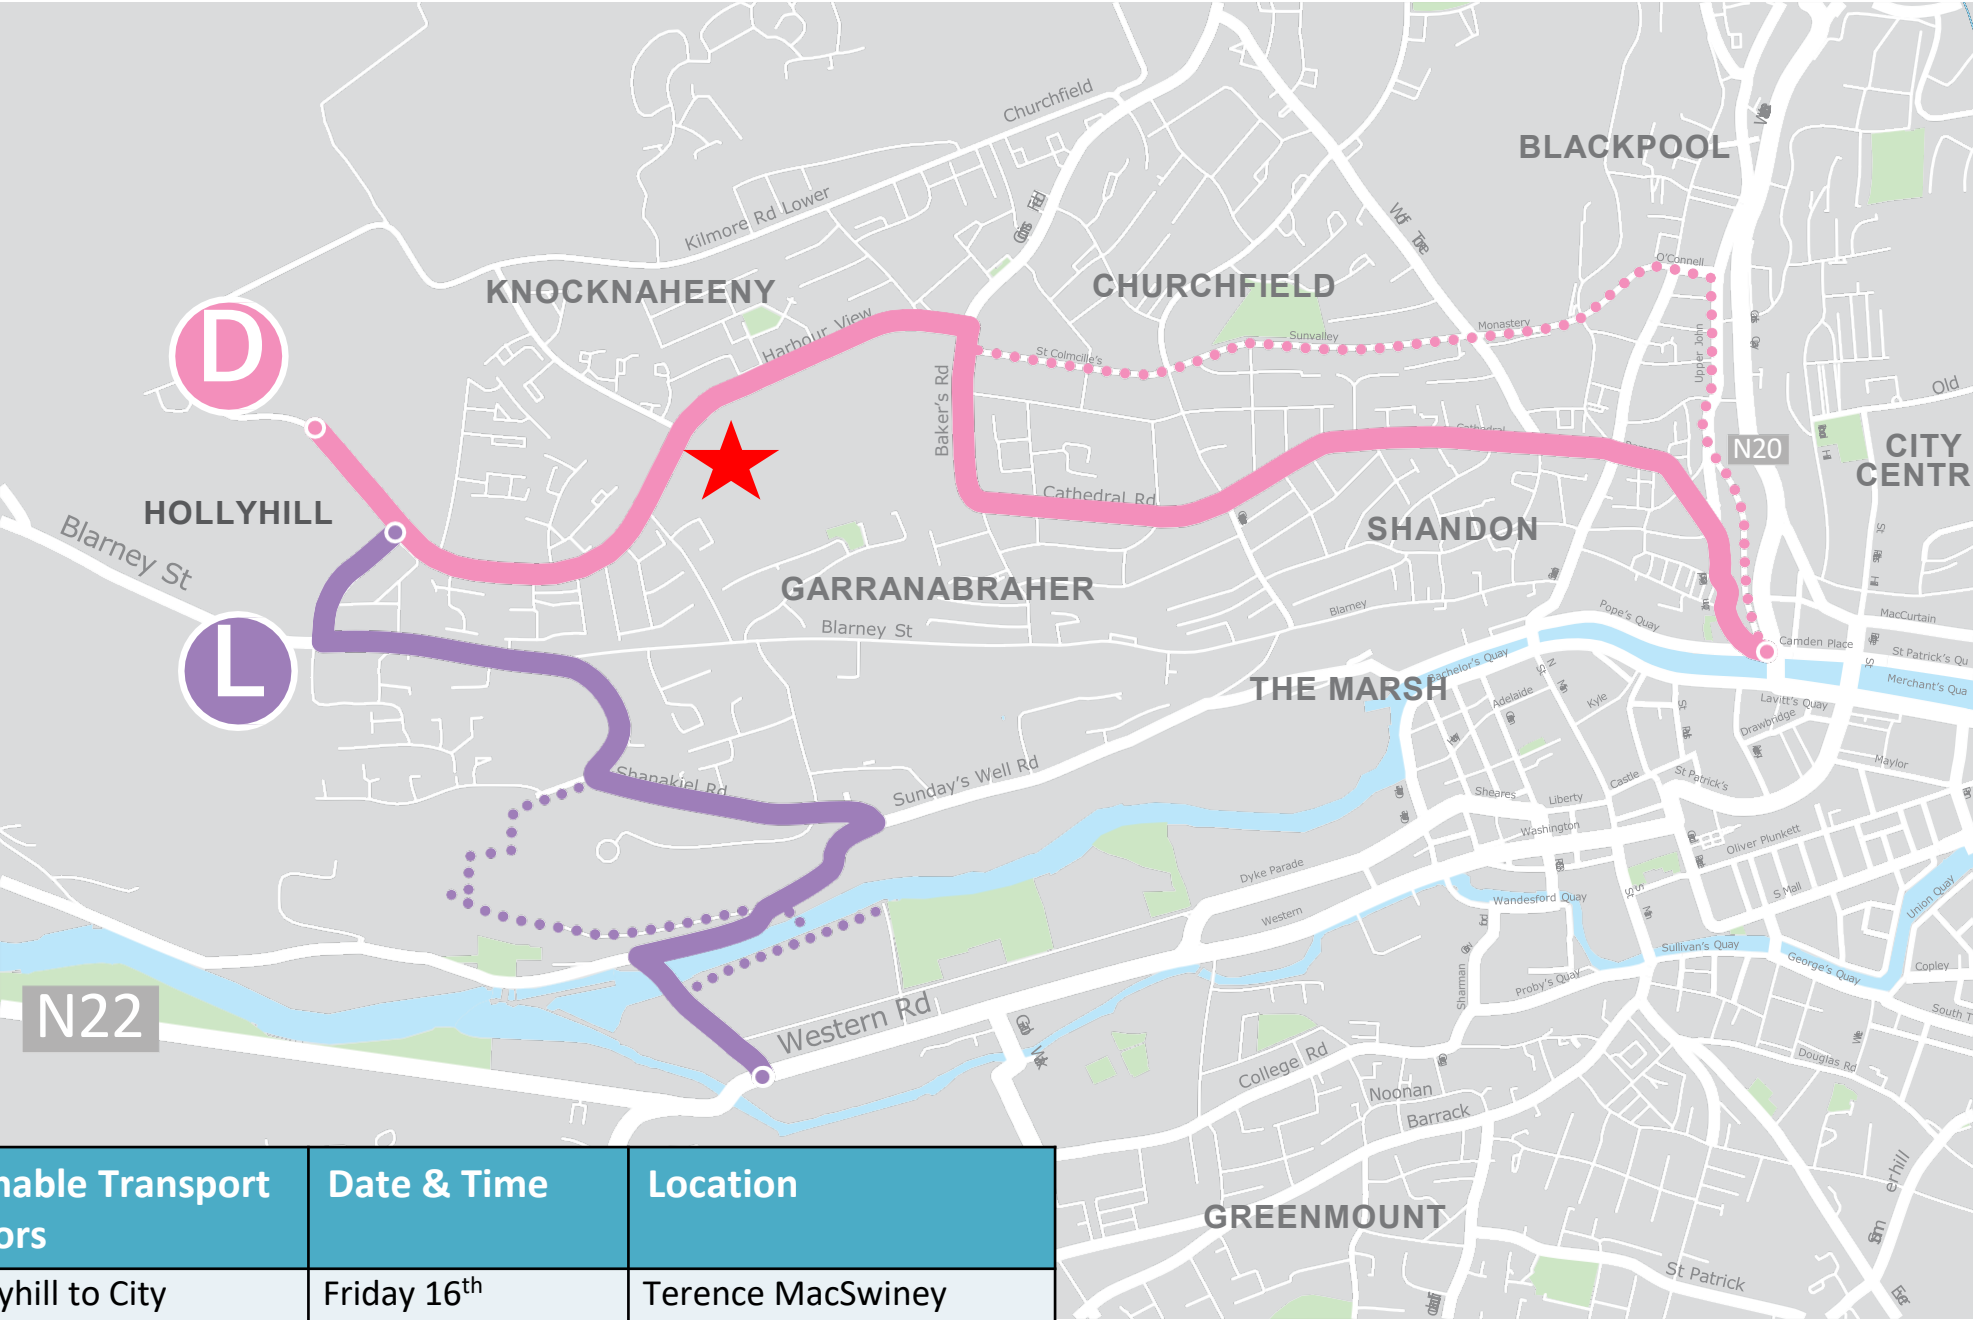 Churchfield
BLACKPOOL
Kilmore Rd Lower
O'Connell
KNOCKNAHEENY
CHURCHFIELD
D
Harbour View
Monastery
Sunvalley
St Colmcille's
Upper John
Baker's Rd
Old
N20
CITY
CENTR
Cathedral
Cathedral Rd
HOLLYHILL
SHANDON
Blarney St
GARRANABRAHER
Blarney
Pope's Quay
MacCurtain
Blarney St
Camden Place
St Patrick's Qu
L
Bachelor's Quay
THE MARSH
Merchant's Qua
Adelaide
Kyle
Lavitt's Quay
Drawbridge
Sunday's Well Rd
Shanakiel Rd
Maylor
St Patrick's
Castle
Sheares
Liberty
Washington
Oliver Plunkett
Dyke Parade
S Mall
Wandesford Quay
Union Quay
Western
Sullivan's Quay
George's Quay
Copley
Proby's Quay
Sharman
N22
Western Rd
South T
Douglas Rd
College Rd
Noonan
Barrack
nable Transport
ors
Date & Time
Location
erhill
GREENMOUNT
St Patrick
yhill to City
Friday 16th
Terence MacSwiney